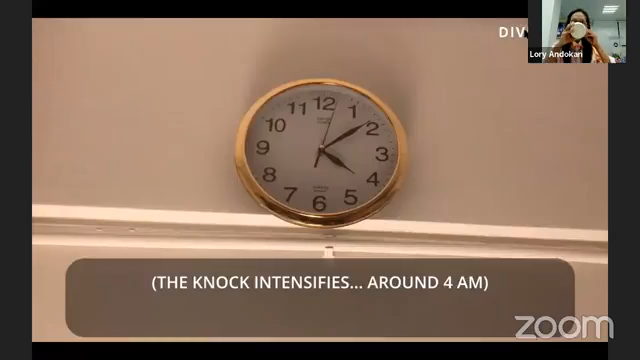 DIV
Lory Andokan
11 12 1
10 2
9 3
8 4
7 6 5
(THE KNOCK INTENSIFIES... AROUND 4 AM)
zoom